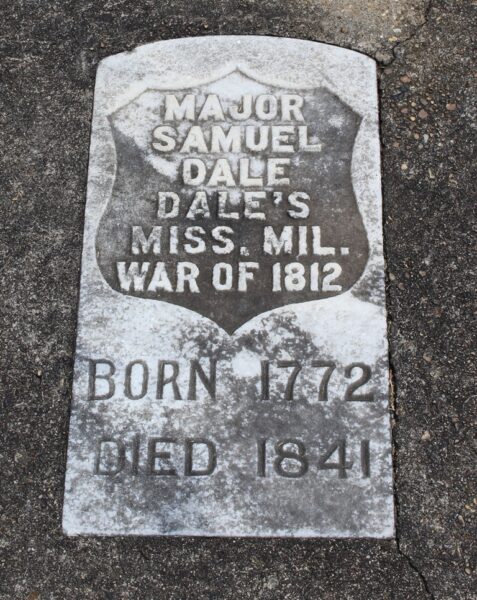 MAJOR
SAMUEL
DALE
DALE'S
MISS. MIL.
WAR OF 1812
BORN 1772
DIED 1841